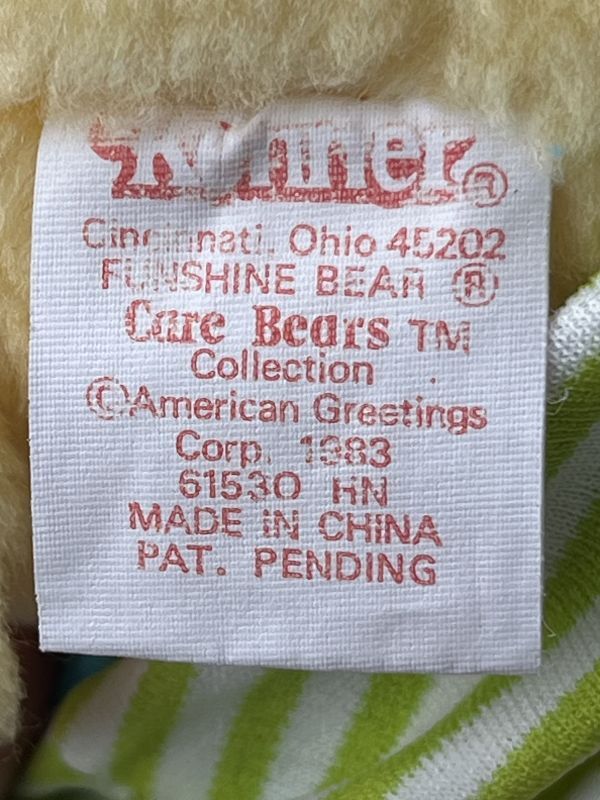 Kenner ®
Cincinnati, Ohio 45202
FUNSHINE BEAR ®
Care Bears TM
Collection
©American Greetings
Corp. 1983
61530 HN
MADE IN CHINA
PAT. PENDING